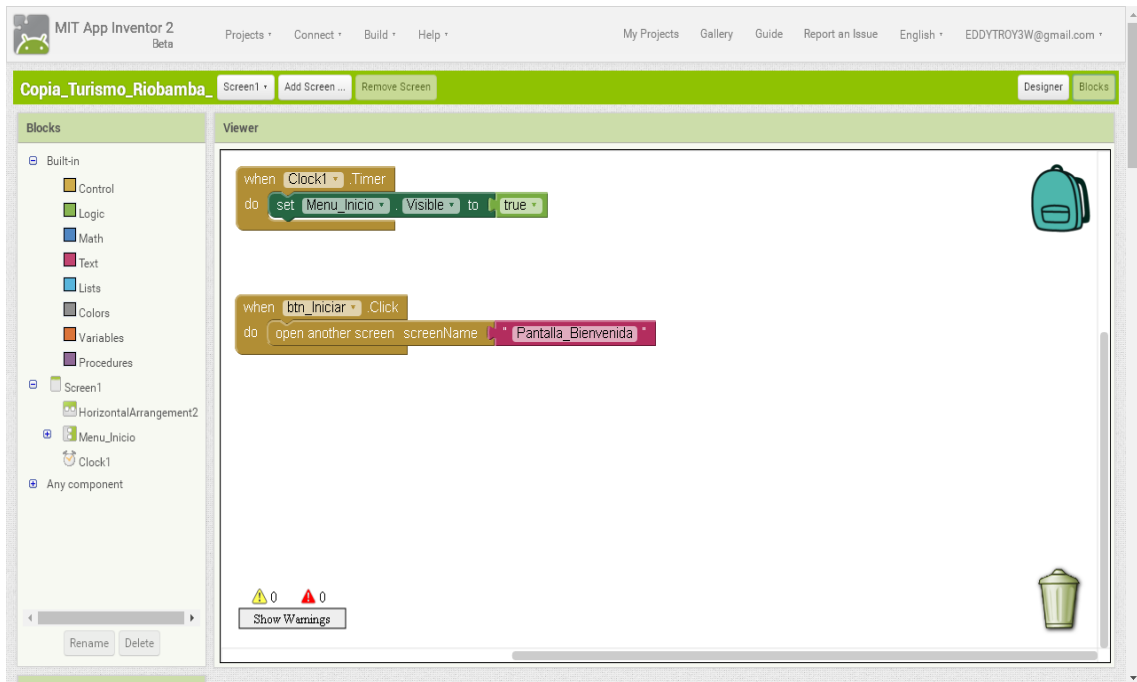 MIT App Inventor 2
Beta
Projects Connect Build Help My Projects Gallery Guide Report an Issue English EDDYTROY3W@gmail.com
Copia_Turismo_Riobamba_ Screen1 Add Screen ... Remove Screen Designer Blocks
Blocks
Viewer
Built-in
Control
Logic
Math
Text
Lists
Colors
Variables
Procedures
Screen1
HorizontalArrangement2
Menu_Inicio
Clock1
Any component
Rename Delete
when Clock1 .Timer
do set Menu_Inicio . Visible to true
when btn_Iniciar .Click
do open another screen screenName " Pantalla_Bienvenida "
0 0
Show Warnings